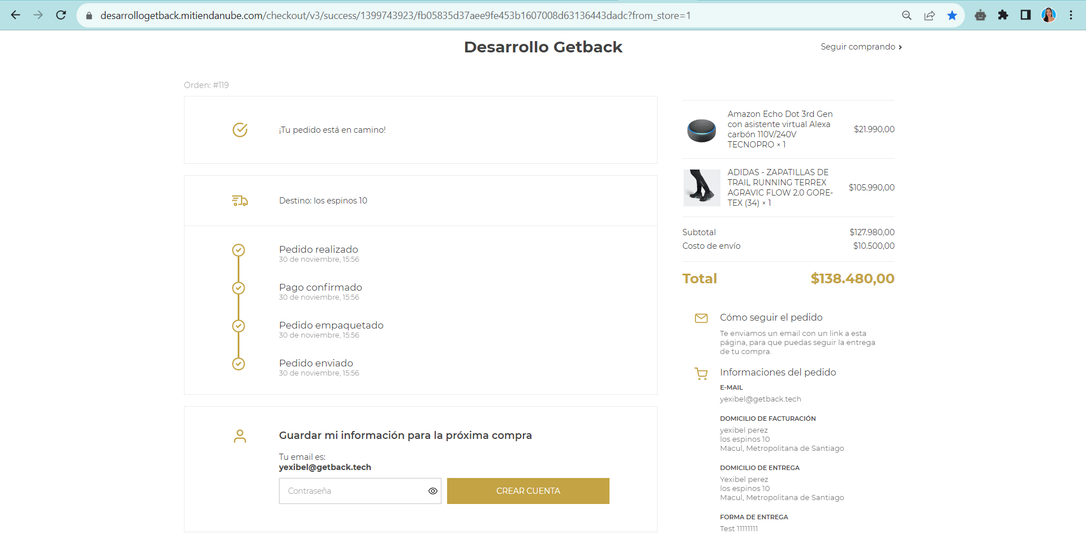 desarrollogetback.mitiendanube.com/checkout/v3/success/1399743923/fb05835d37aee9fe453b1607008d63136443dadc?from_store=1
Desarrollo Getback
Seguir comprando ›
Orden: #119
¡Tu pedido está en camino!
Destino: los espinos 10
Pedido realizado
30 de noviembre, 15:56
Pago confirmado
30 de noviembre, 15:56
Pedido empaquetado
30 de noviembre, 15:56
Pedido enviado
30 de noviembre, 15:56
Guardar mi información para la próxima compra
Tu email es:
yexibel@getback.tech
Contraseña
CREAR CUENTA
Amazon Echo Dot 3rd Gen
con asistente virtual Alexa
carbón 110V/240V
TECNOPRO × 1
$21.990,00
ADIDAS - ZAPATILLAS DE
TRAIL RUNNING TERREX
AGRAVIC FLOW 2.0 GORE-
TEX (34) × 1
$105.990,00
Subtotal $127.980,00
Costo de envío $10.500,00
Total $138.480,00
Cómo seguir el pedido
Te enviamos un email con un link a esta
página, para que puedas seguir la entrega
de tu compra.
Informaciones del pedido
E-MAIL
yexibel@getback.tech
DOMICILIO DE FACTURACIÓN
yexibel perez
los espinos 10
Macul, Metropolitana de Santiago
DOMICILIO DE ENTREGA
Yexibel perez
los espinos 10
Macul, Metropolitana de Santiago
FORMA DE ENTREGA
Test 11111111